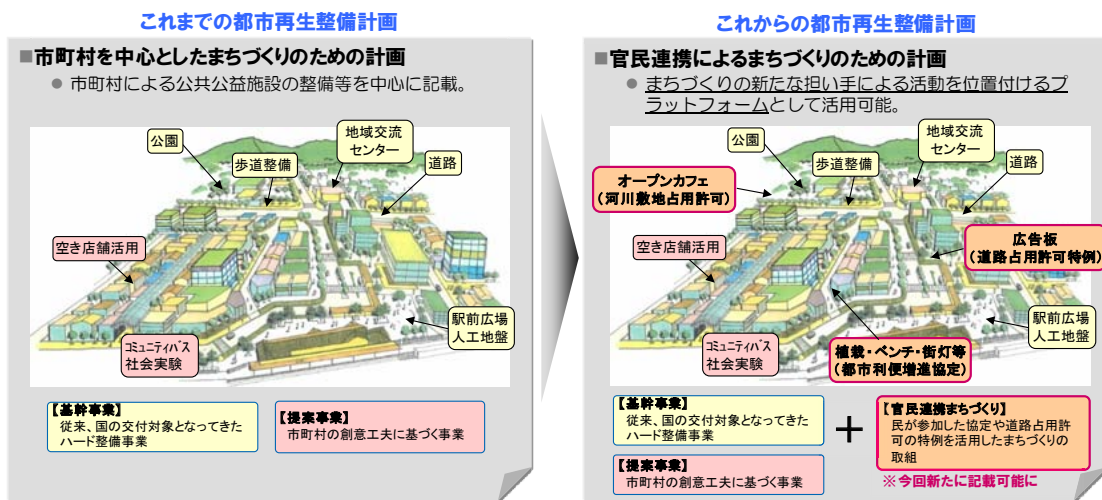 これまでの都市再生整備計画
■市町村を中心としたまちづくりのための計画
● 市町村による公共公益施設の整備等を中心に記載。
公園
地域交流
センター
歩道整備
道路
空き店舗活用
駅前広場
人工地盤
ｺﾐｭﾆﾃｨﾊﾞｽ
社会実験
【基幹事業】
従来、国の交付対象となってきた
ハード整備事業
【提案事業】
市町村の創意工夫に基づく事業
これからの都市再生整備計画
■官民連携によるまちづくりのための計画
● まちづくりの新たな担い手による活動を位置付けるプ
ラットフォームとして活用可能。
公園
地域交流
センター
歩道整備
道路
オープンカフェ
（河川敷地占用許可）
空き店舗活用
広告板
（道路占用許可特例）
駅前広場
人工地盤
ｺﾐｭﾆﾃｨﾊﾞｽ
社会実験
植栽・ベンチ・街灯等
（都市利便増進協定）
【基幹事業】
従来、国の交付対象となってきた
ハード整備事業
【提案事業】
市町村の創意工夫に基づく事業
＋
【官民連携まちづくり】
民が参加した協定や道路占用許
可の特例を活用したまちづくりの
取組
※今回新たに記載可能に